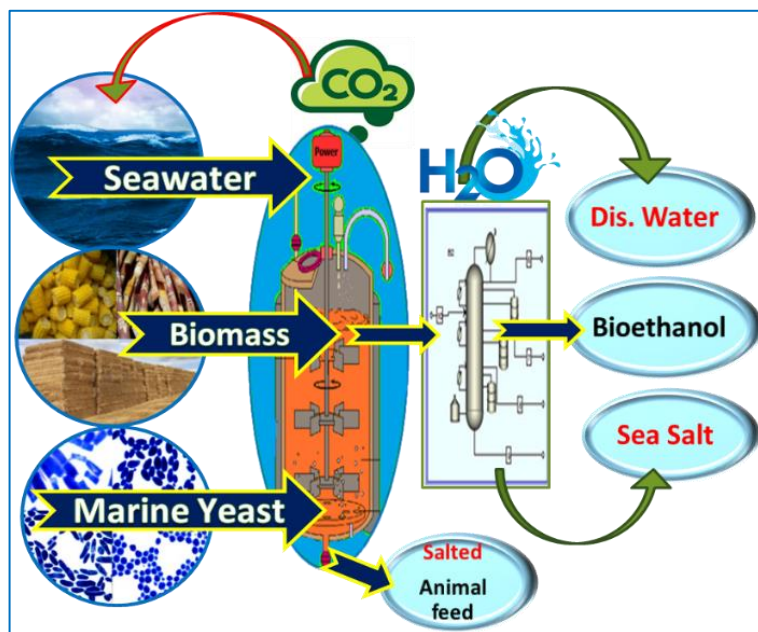 CO₂
Power
Seawater
H₂O
Dis. Water
Biomass
Bioethanol
Sea Salt
Marine Yeast
Salted
Animal
feed